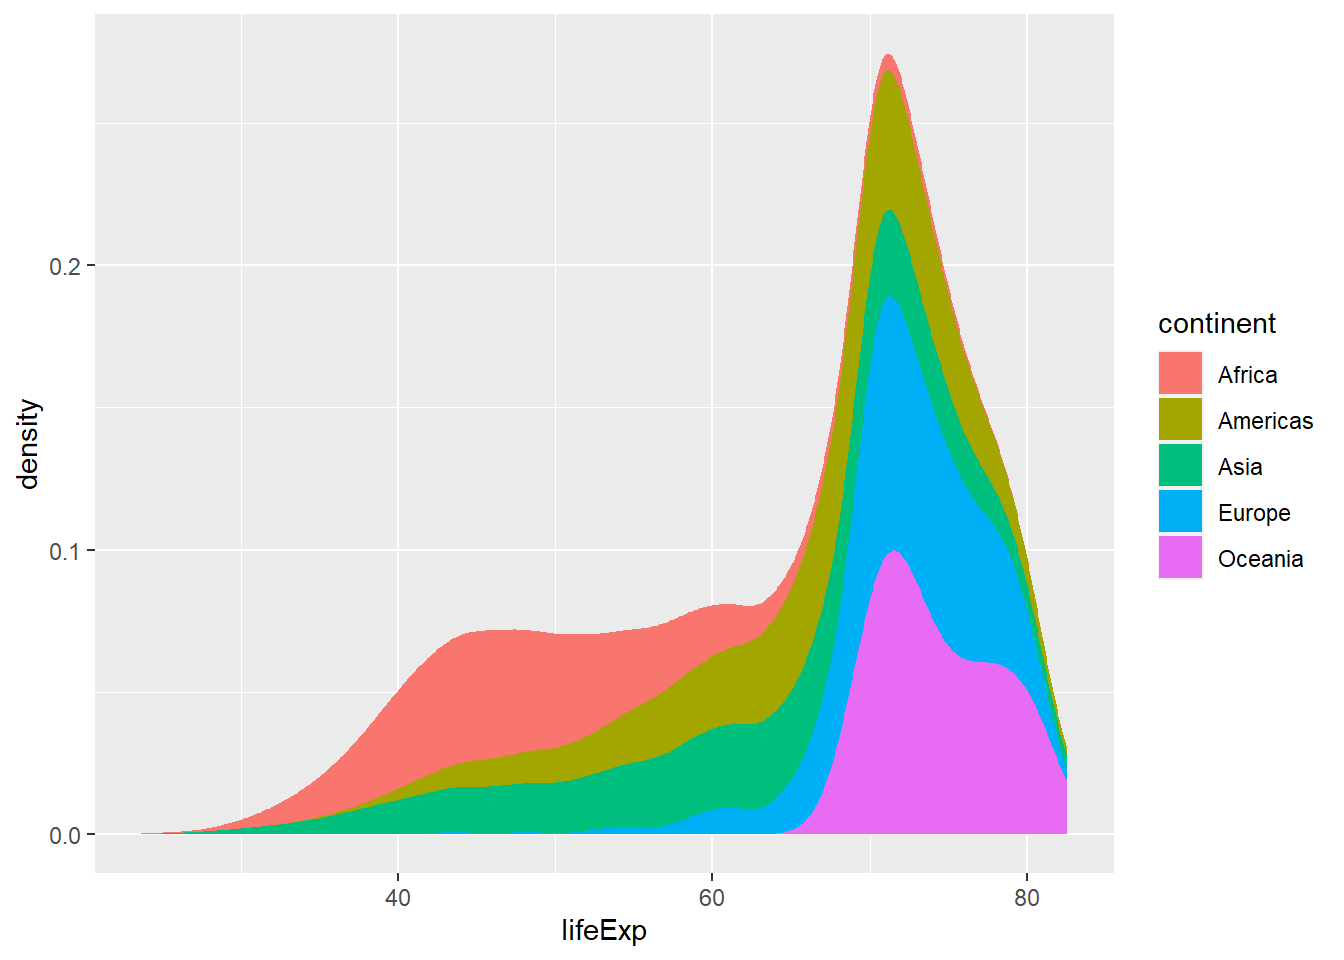 density
0.2
0.1
0.0
40
60
80
lifeExp
continent
Africa
Americas
Asia
Europe
Oceania